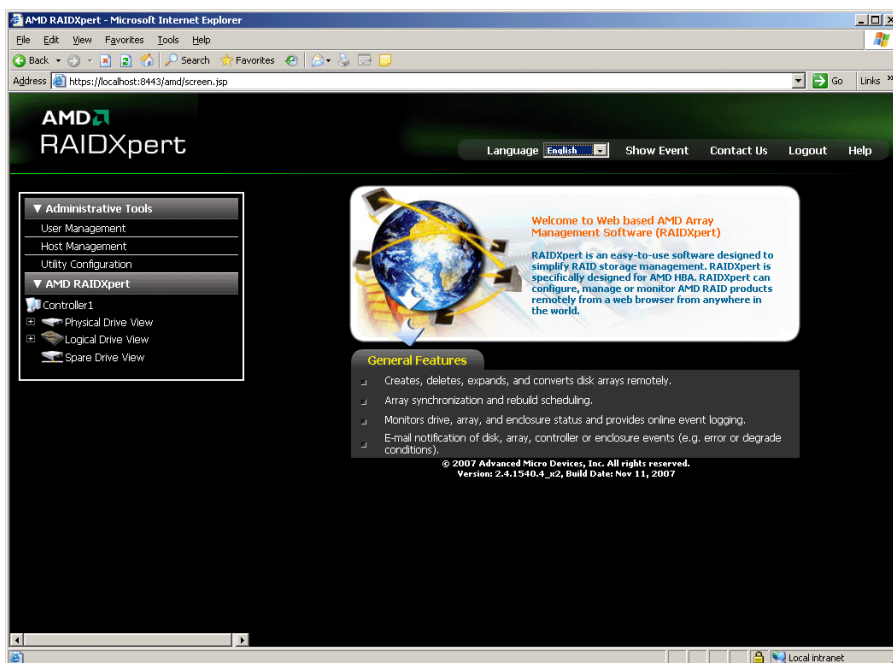 AMD RAIDXpert - Microsoft Internet Explorer
File Edit View Favorites Tools Help
Back Search Favorites
Address https://localhost:8443/amd/screen.jsp Go Links »
AMD
RAIDXpert
Language English Show Event Contact Us Logout Help
Administrative Tools
User Management
Host Management
Utility Configuration
AMD RAIDXpert
Controller1
Physical Drive View
Logical Drive View
Spare Drive View
Welcome to Web based AMD Array
Management Software (RAIDXpert)
RAIDXpert is an easy-to-use software designed to
simplify RAID storage management. RAIDXpert is
specifically designed for AMD HBA. RAIDXpert can
configure, manage or monitor AMD RAID products
remotely from a web browser from anywhere in
the world.
General Features
Creates, deletes, expands, and converts disk arrays remotely.
Array synchronization and rebuild scheduling.
Monitors drive, array, and enclosure status and provides online event logging.
E-mail notification of disk, array, controller or enclosure events (e.g. error or degrade
conditions).
© 2007 Advanced Micro Devices, Inc. All rights reserved.
Version: 2.4.1540.4_x2, Build Date: Nov 11, 2007
Local intranet